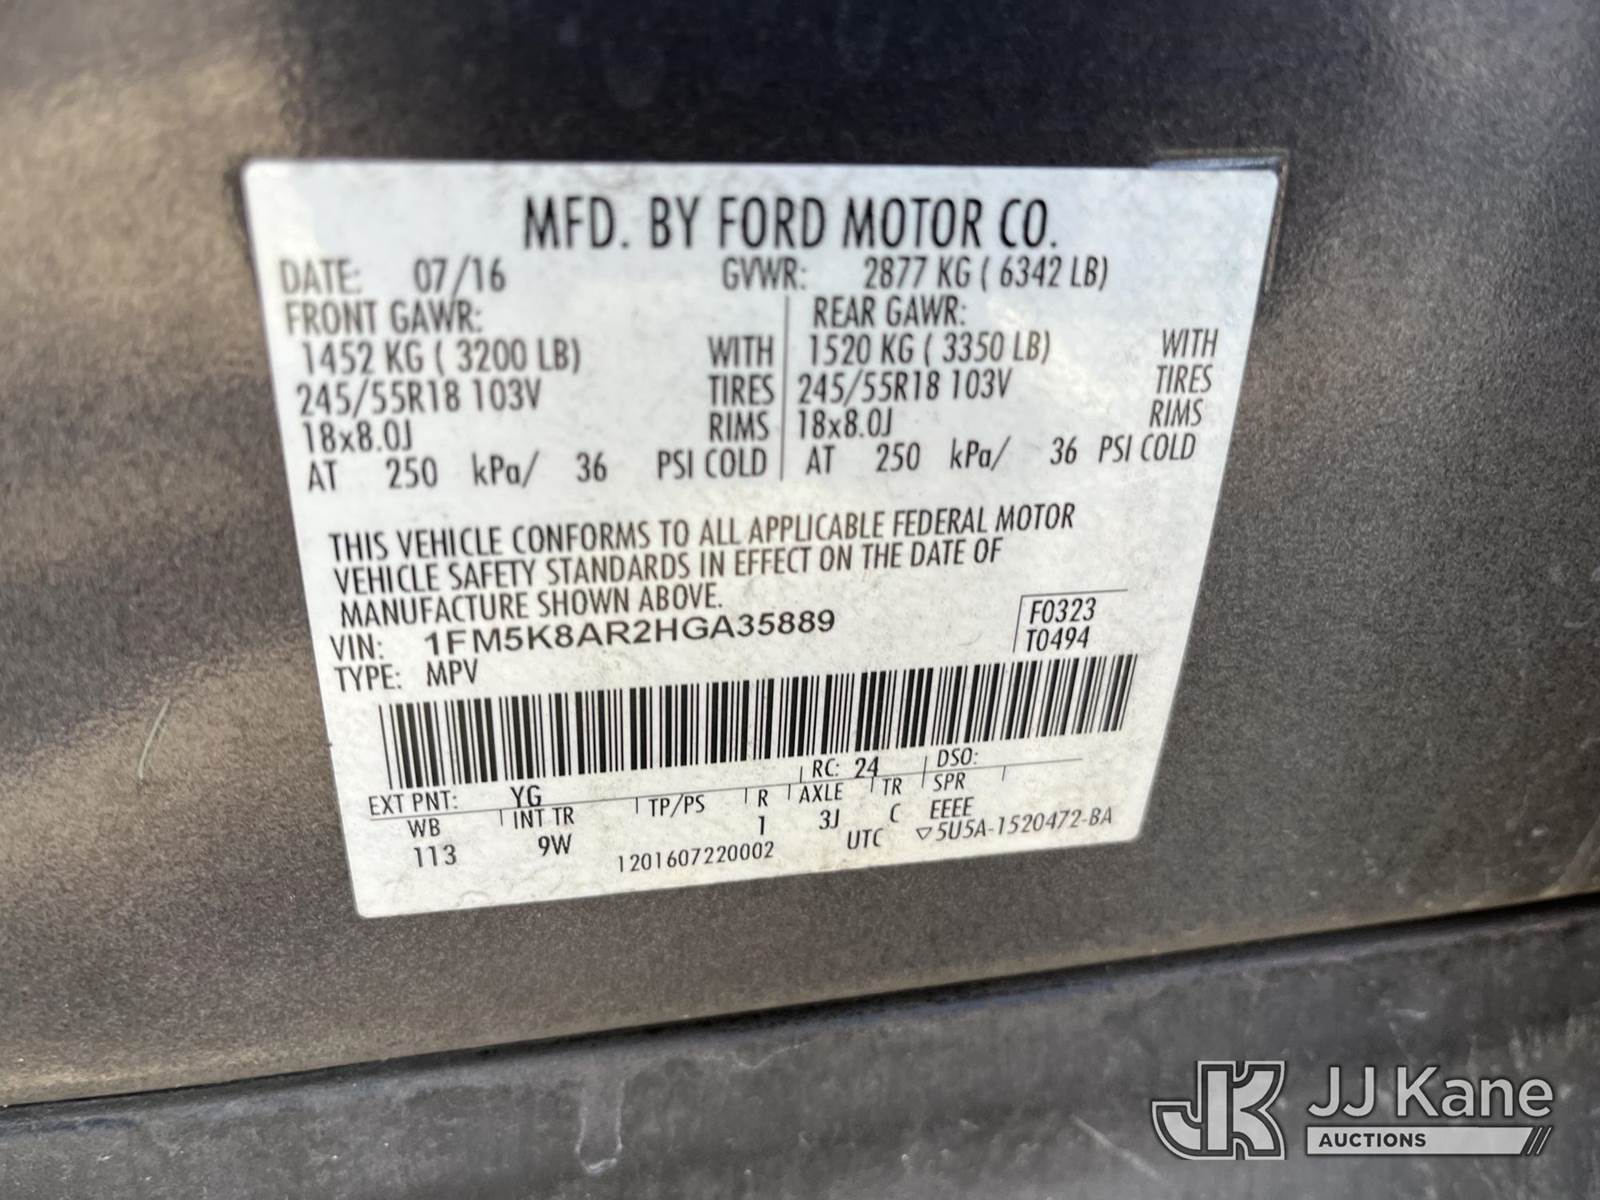 MFD. BY FORD MOTOR CO.
DATE: 07/16 GVWR: 2877 KG ( 6342 LB)
FRONT GAWR: REAR GAWR:
1452 KG ( 3200 LB) WITH 1520 KG ( 3350 LB) WITH
245/55R18 103V TIRES 245/55R18 103V TIRES
18x8.0J RIMS 18x8.0J RIMS
AT 250 kPa/ 36 PSI COLD AT 250 kPa/ 36 PSI COLD
THIS VEHICLE CONFORMS TO ALL APPLICABLE FEDERAL MOTOR
VEHICLE SAFETY STANDARDS IN EFFECT ON THE DATE OF
MANUFACTURE SHOWN ABOVE.
VIN: 1FM5K8AR2HGA35889 F0323
TYPE: MPV T0494
EXT PNT: YG RC: 24 DSO:
WB INT TR TP/PS R AXLE TR SPR
113 9W 1 3J C EEEE
1201607220002 UTC ▽5U5A-1520472-BA
JK JJ Kane
AUCTIONS